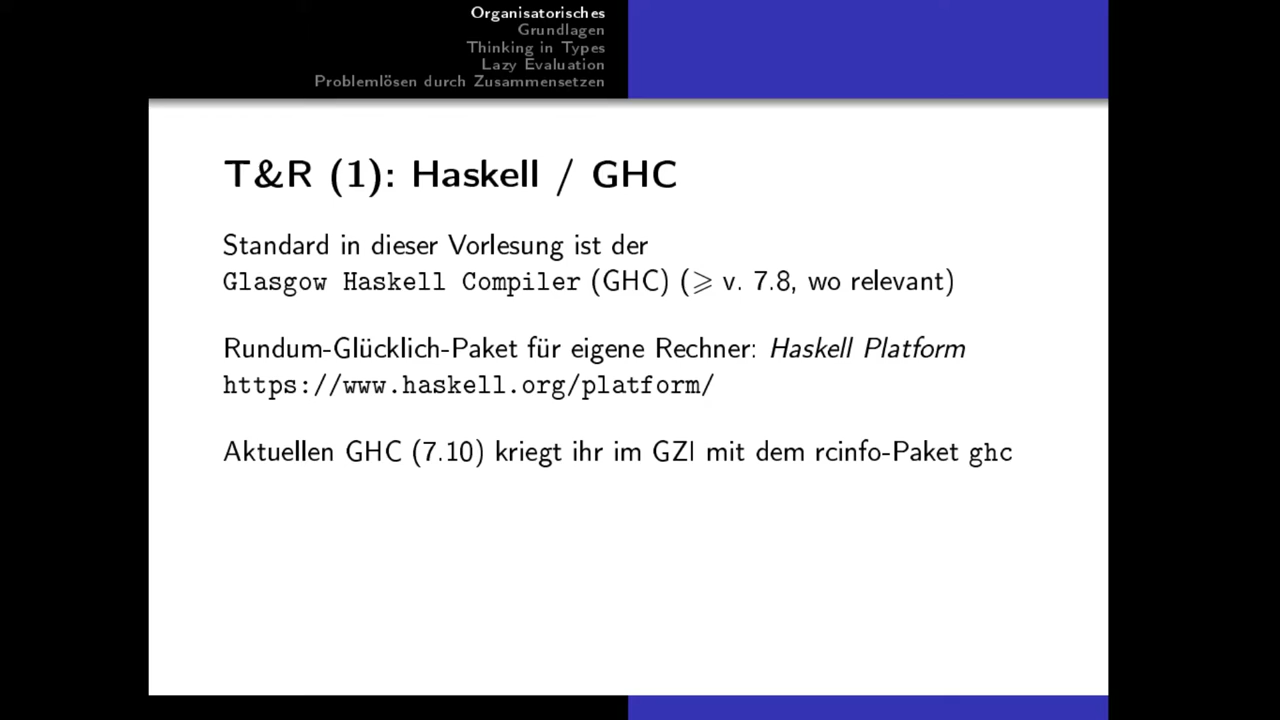 Organisatorisches
Grundlagen
Thinking in Types
Lazy Evaluation
Problemlösen durch Zusammensetzen
T&R (1): Haskell / GHC
Standard in dieser Vorlesung ist der
Glasgow Haskell Compiler (GHC) (⩾ v. 7.8, wo relevant)
Rundum-Glücklich-Paket für eigene Rechner: Haskell Platform
https://www.haskell.org/platform/
Aktuellen GHC (7.10) kriegt ihr im GZI mit dem rcinfo-Paket ghc